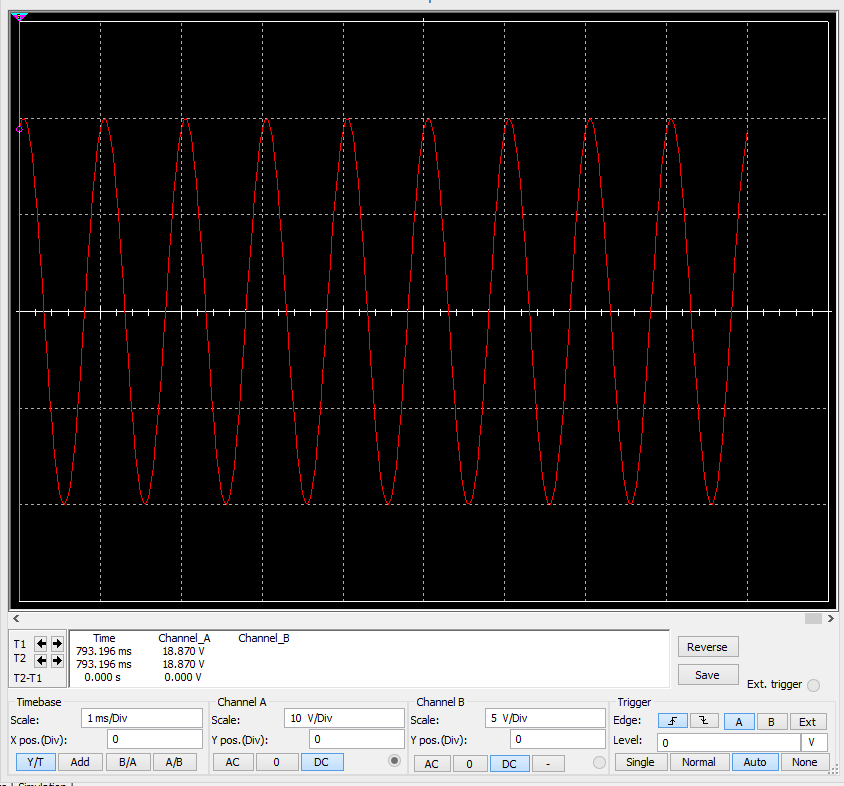 Time Channel_A Channel_B
T1 793.196 ms 18.870 V
T2 793.196 ms 18.870 V
T2-T1 0.000 s 0.000 V
Reverse
Save
Ext. trigger
Timebase
Scale: 1 ms/Div
X pos.(Div): 0
Y/T Add B/A A/B
Channel A
Scale: 10 V/Div
Y pos.(Div): 0
AC 0 DC
Channel B
Scale: 5 V/Div
Y pos.(Div): 0
AC 0 DC -
Trigger
Edge: A B Ext
Level: 0 V
Single Normal Auto None